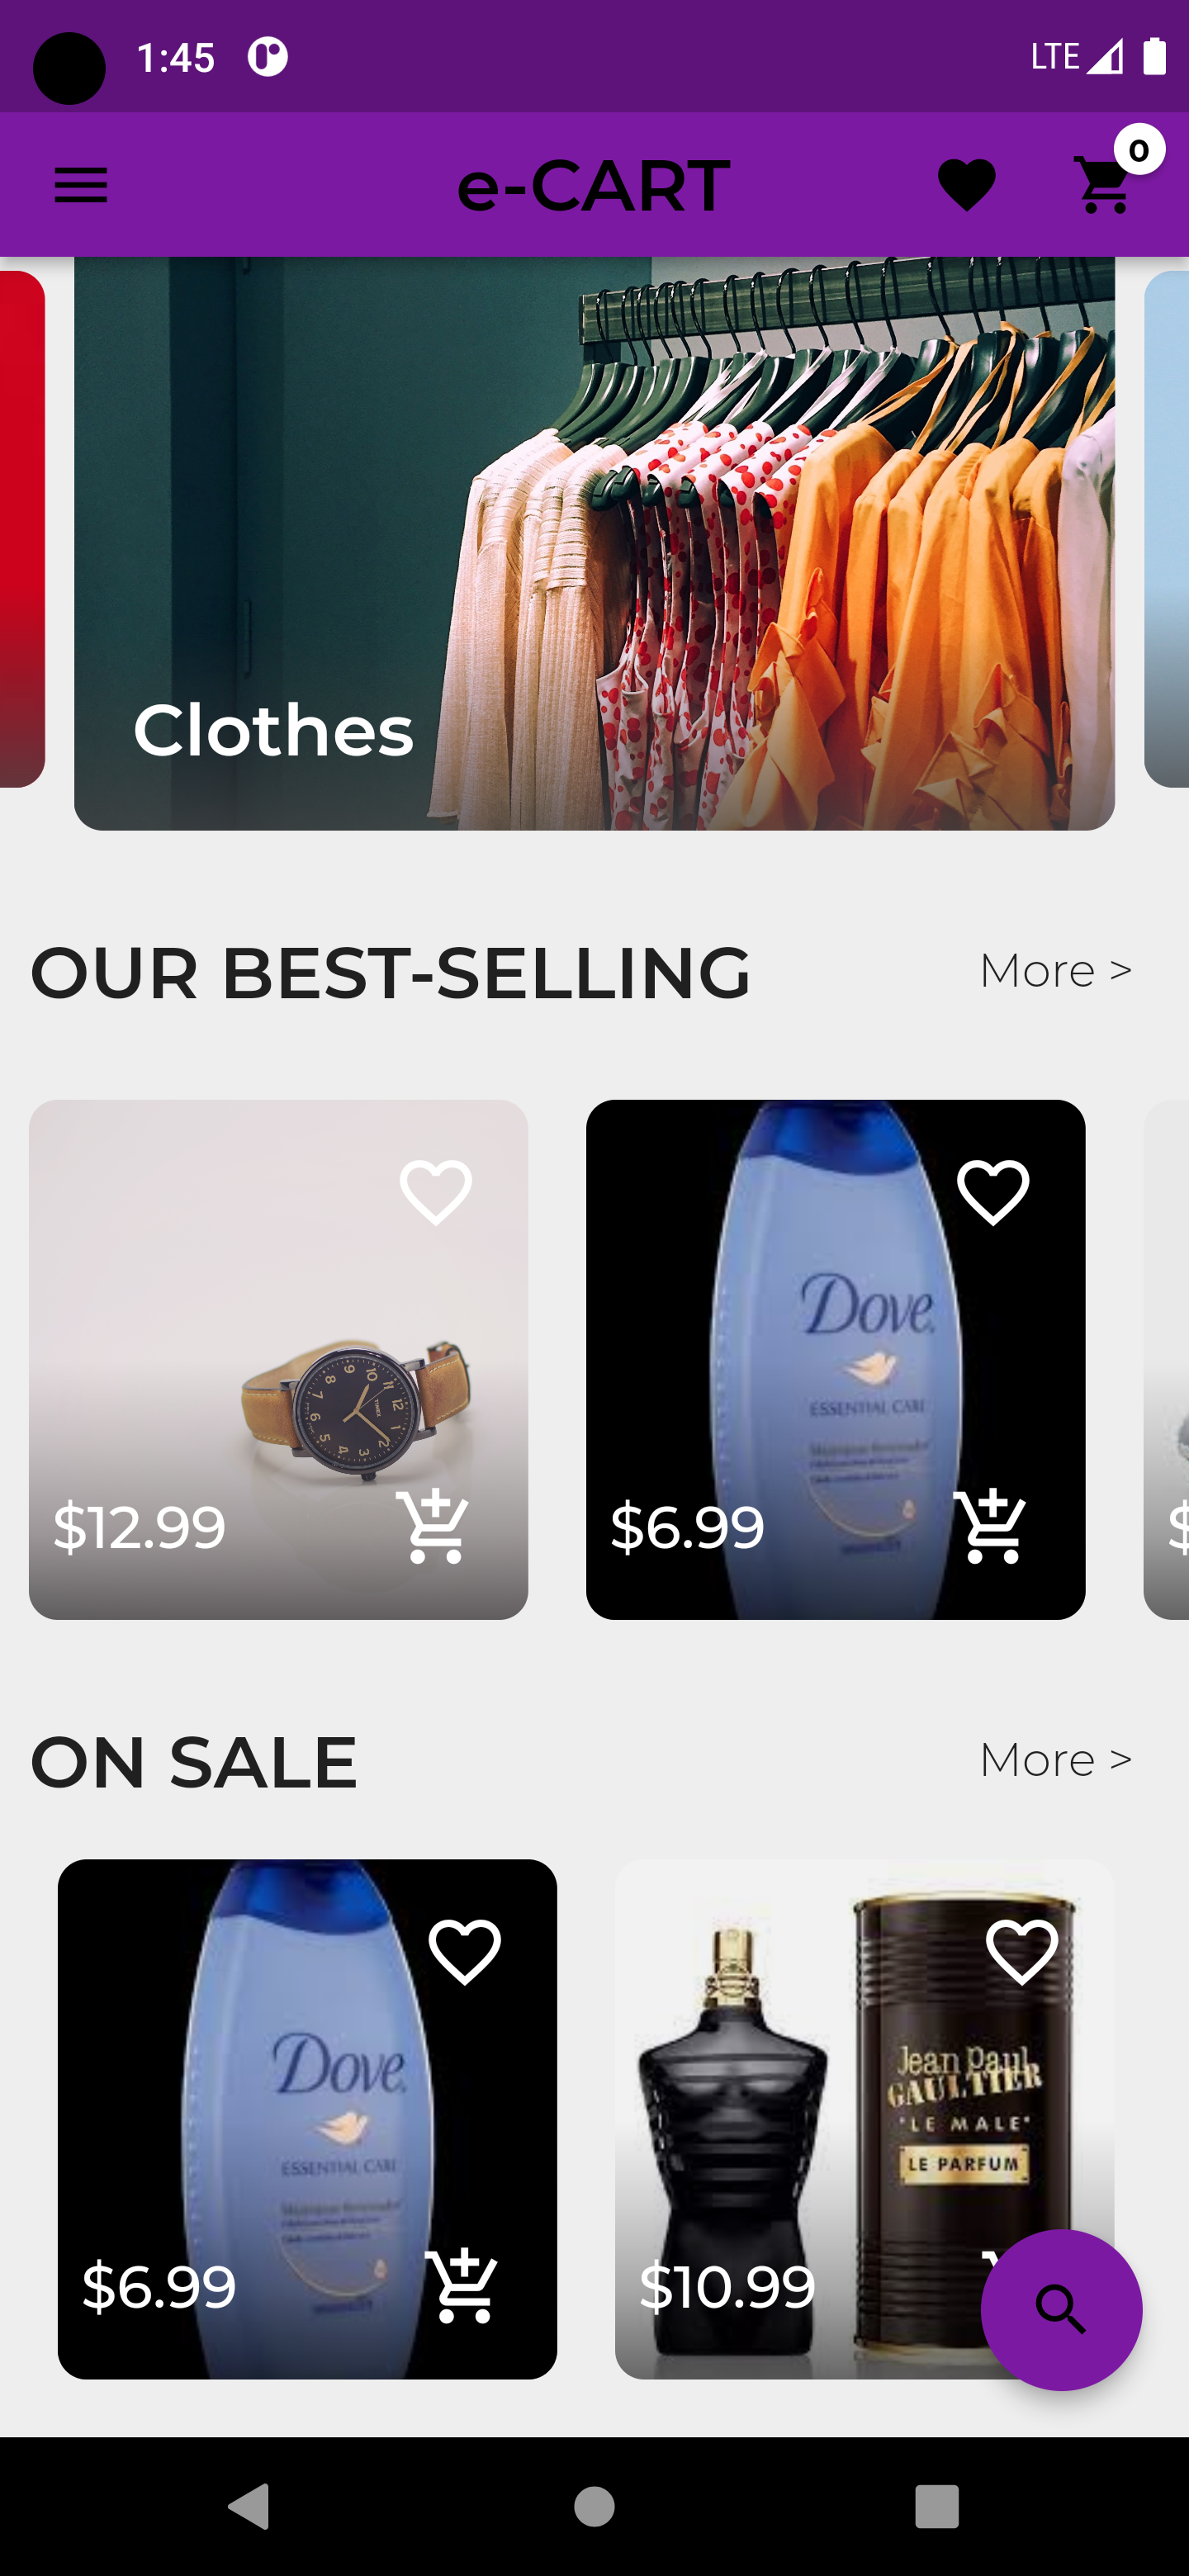 1:45
LTE
e-CART
0
Clothes
OUR BEST-SELLING
More >
Dove
ESSENTIAL CARE
$12.99
$6.99
$
ON SALE
More >
Dove
ESSENTIAL CARE
Jean Paul
GAULTIER
"LE MALE"
LE PARFUM
$6.99
$10.99